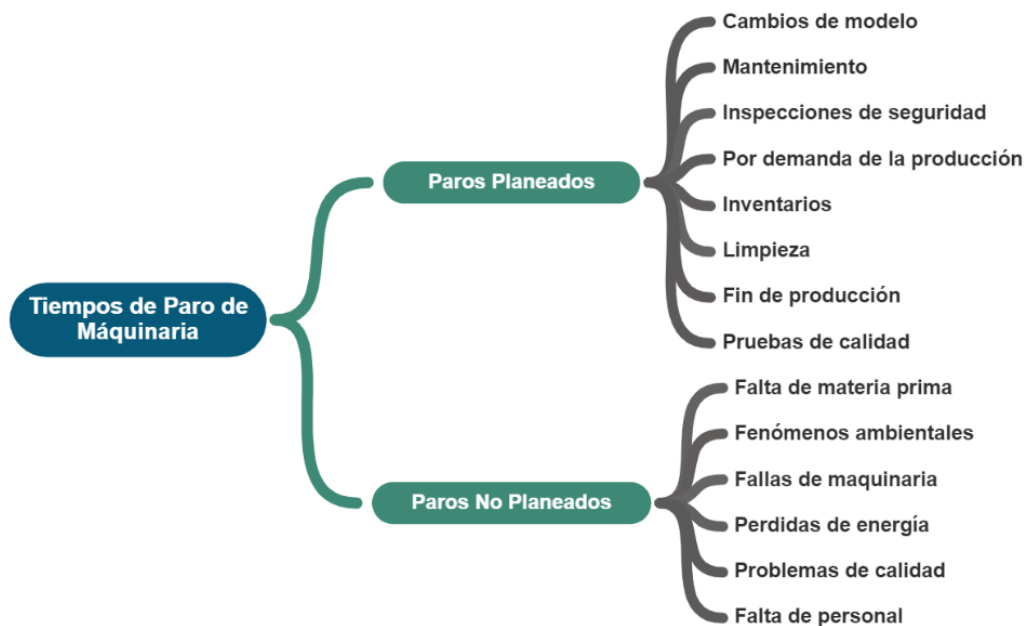 Tiempos de Paro de
Máquinaria
Paros Planeados
Cambios de modelo
Mantenimiento
Inspecciones de seguridad
Por demanda de la producción
Inventarios
Limpieza
Fin de producción
Pruebas de calidad
Paros No Planeados
Falta de materia prima
Fenómenos ambientales
Fallas de maquinaria
Perdidas de energía
Problemas de calidad
Falta de personal